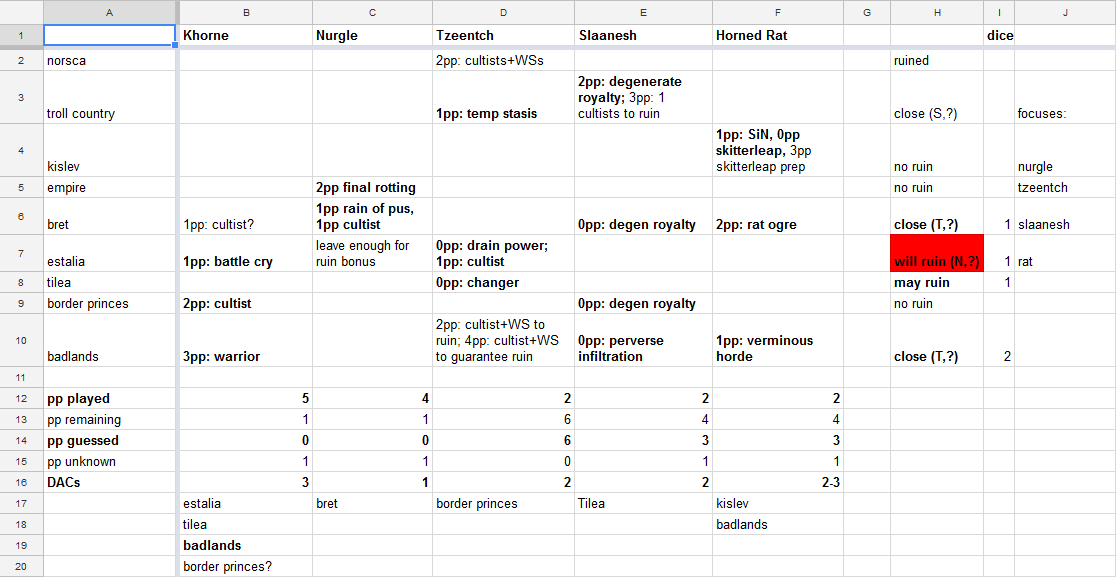 A B C D E F G H I J
1 Khorne Nurgle Tzeentch Slaanesh Horned Rat dice
2 norsca 2pp: cultists+WSs ruined
3 troll country 1pp: temp stasis 2pp: degenerate
royalty; 3pp: 1
cultists to ruin close (S,?) focuses:
4 kislev 1pp: SiN, 0pp
skitterleap, 3pp
skitterleap prep no ruin nurgle
5 empire 2pp final rotting no ruin tzeentch
6 bret 1pp: cultist? 1pp rain of pus,
1pp cultist 0pp: degen royalty 2pp: rat ogre close (T,?) 1 slaanesh
7 estalia 1pp: battle cry leave enough for
ruin bonus 0pp: drain power;
1pp: cultist will ruin (N,?) 1 rat
8 tilea 0pp: changer may ruin 1
9 border princes 2pp: cultist 0pp: degen royalty no ruin
10 badlands 3pp: warrior 2pp: cultist+WS to
ruin; 4pp: cultist+WS
to guarantee ruin 0pp: perverse
infiltration 1pp: verminous
horde close (T,?) 2
11
12 pp played 5 4 2 2 2
13 pp remaining 1 1 6 4 4
14 pp guessed 0 0 6 3 3
15 pp unknown 1 1 0 1 1
16 DACs 3 1 2 2 2-3
17 estalia bret border princes Tilea kislev
18 tilea badlands
19 badlands
20 border princes?